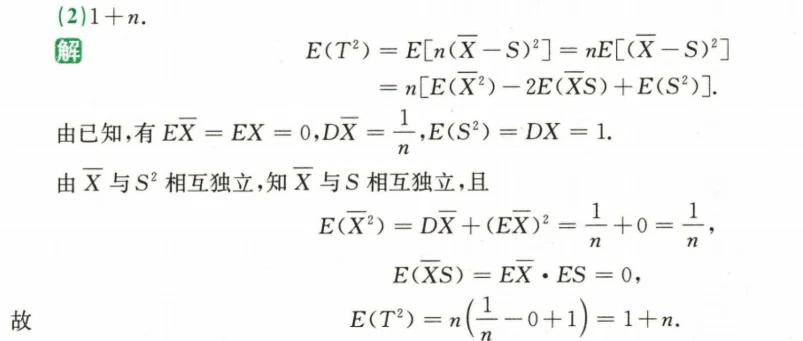 (2)1+n.
解 E(T²) = E[n(X̅−S)²] = nE[(X̅−S)²]
= n[E(X̅²)−2E(X̅S)+E(S²)].
由已知,有 EX̅ = EX = 0,DX̅ = 1/n,E(S²) = DX = 1.
由 X̅ 与 S² 相互独立,知 X̅ 与 S 相互独立,且
E(X̅²) = DX̅+(EX̅)² = 1/n+0 = 1/n,
E(X̅S) = EX̅ • ES = 0,
故 E(T²) = n(1/n−0+1) = 1+n.